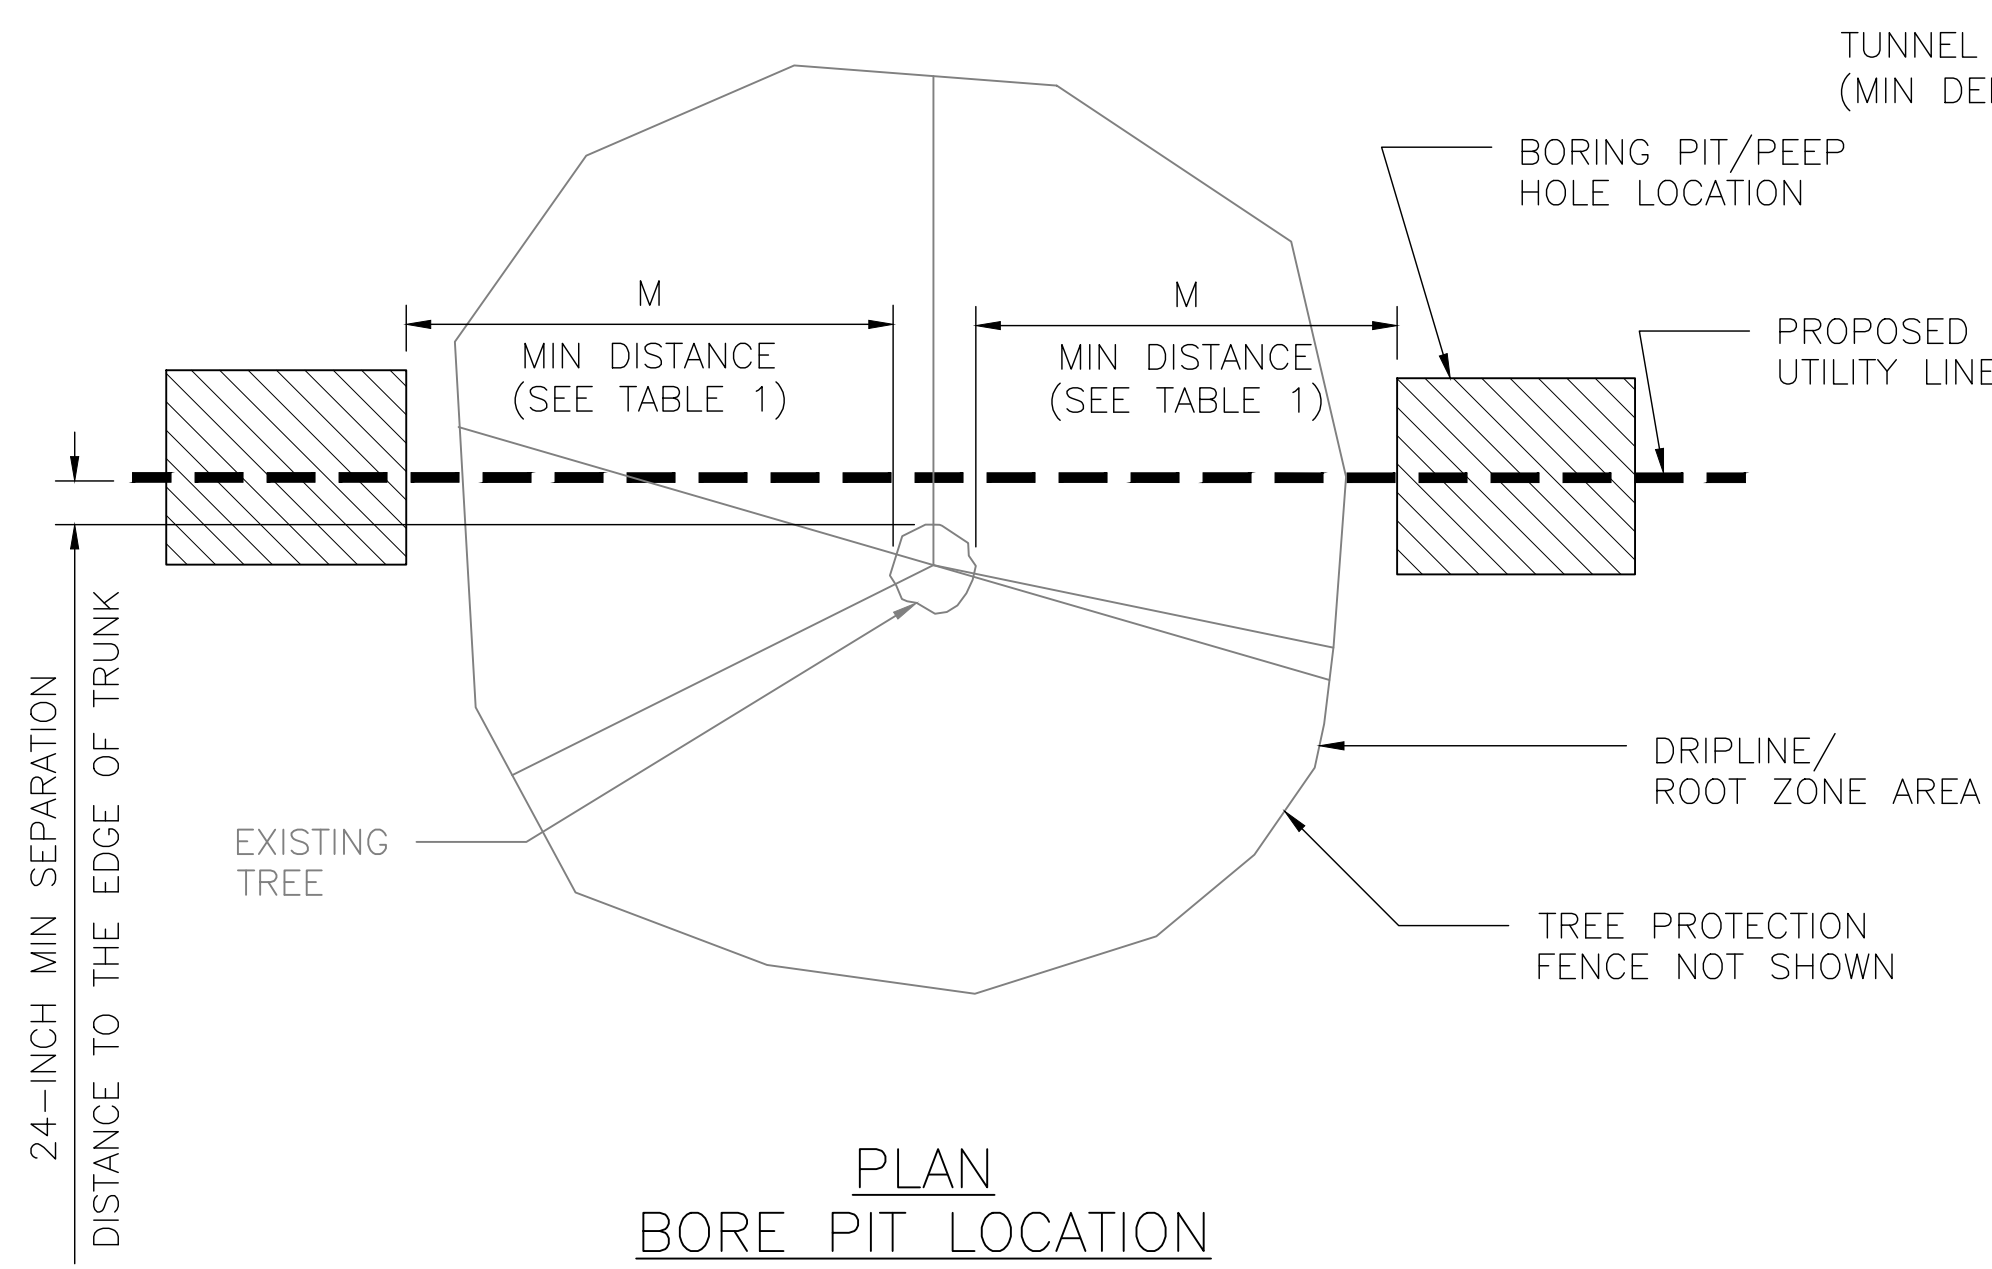 TUNNEL
(MIN
BORING PIT/PEEP
HOLE LOCATION
M
M
PROPOSED
UTILITY LINE
MIN DISTANCE
(SEE TABLE 1)
MIN DISTANCE
(SEE TABLE 1)
24-INCH MIN SEPARATION
DISTANCE TO THE EDGE OF TRUNK
DRIPLINE/
ROOT ZONE AREA
EXISTING
TREE
TREE PROTECTION
FENCE NOT SHOWN
PLAN
BORE PIT LOCATION